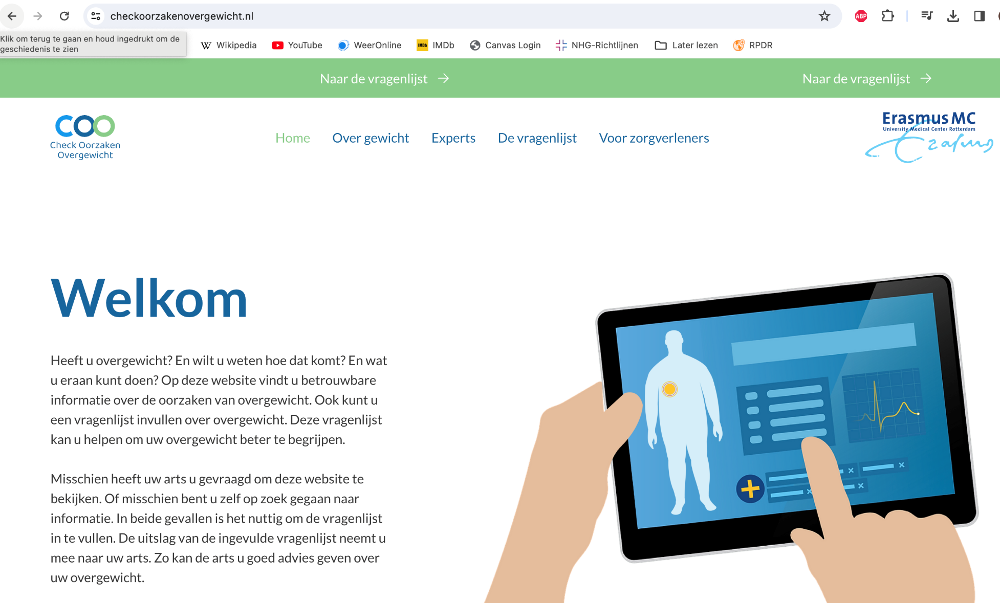 checkoorzakenovergewicht.nl
ABP
Klik om terug te gaan en houd ingedrukt om de
geschiedenis te zien
W Wikipedia YouTube WeerOnline IMDb IMDb Canvas Login NHG-Richtlijnen Later lezen RPDR
Naar de vragenlijst → Naar de vragenlijst →
COO
Check Oorzaken
Overgewicht
Home Over gewicht Experts De vragenlijst Voor zorgverleners
Erasmus MC
University Medical Center Rotterdam
Erasmus
Welkom
Heeft u overgewicht? En wilt u weten hoe dat komt? En wat
u eraan kunt doen? Op deze website vindt u betrouwbare
informatie over de oorzaken van overgewicht. Ook kunt u
een vragenlijst invullen over overgewicht. Deze vragenlijst
kan u helpen om uw overgewicht beter te begrijpen.
Misschien heeft uw arts u gevraagd om deze website te
bekijken. Of misschien bent u zelf op zoek gegaan naar
informatie. In beide gevallen is het nuttig om de vragenlijst
in te vullen. De uitslag van de ingevulde vragenlijst neemt u
mee naar uw arts. Zo kan de arts u goed advies geven over
uw overgewicht.